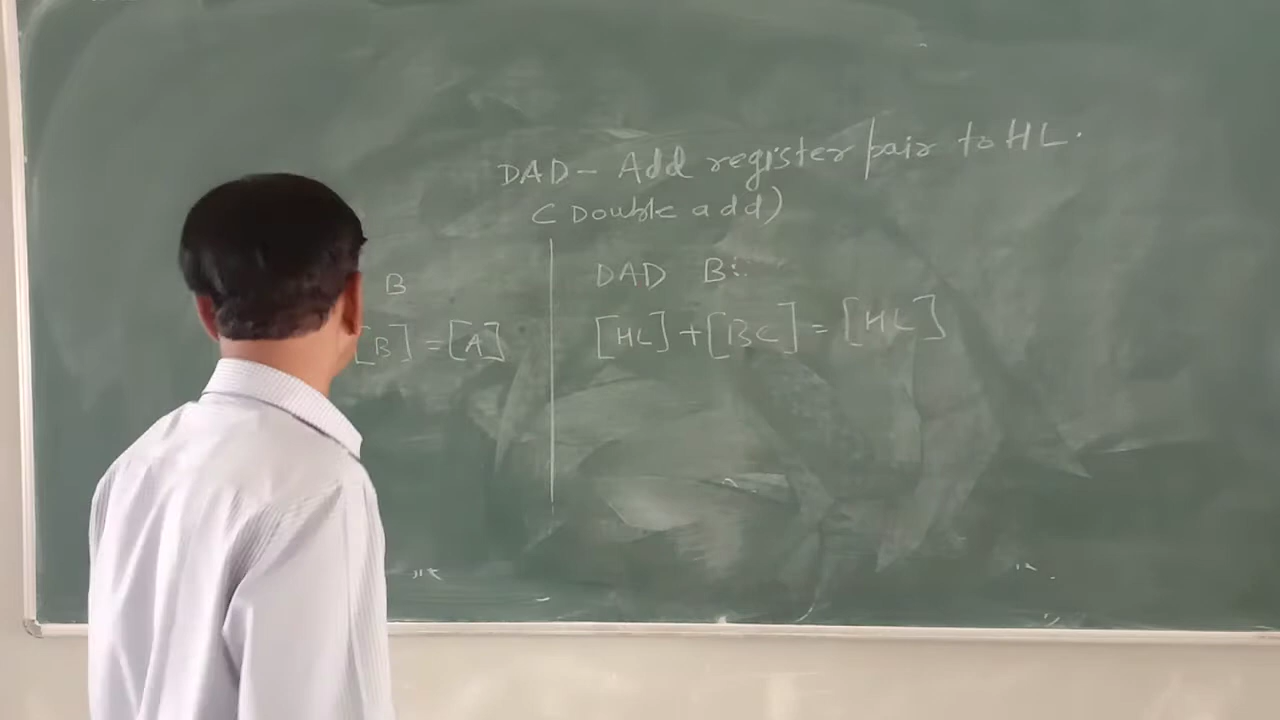 DAD - Add register pair to HL.
(Double add)
B
[B] = [A]
DAD B:
[HL] + [BC] = [HL]